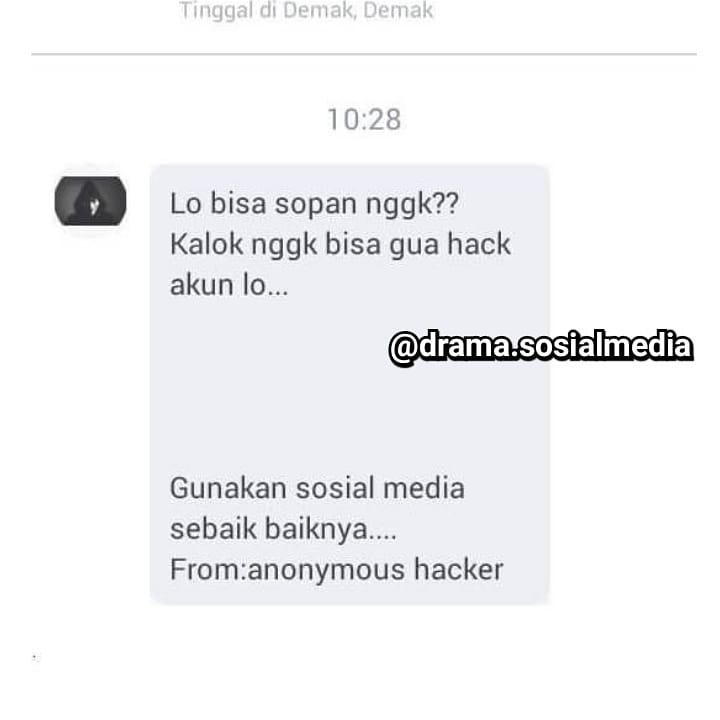 Tinggal di Demak, Demak
10:28
Lo bisa sopan nggk??
Kalok nggk bisa gua hack
akun lo...
@drama.sosialmedia
Gunakan sosial media
sebaik baiknya....
From:anonymous hacker
.